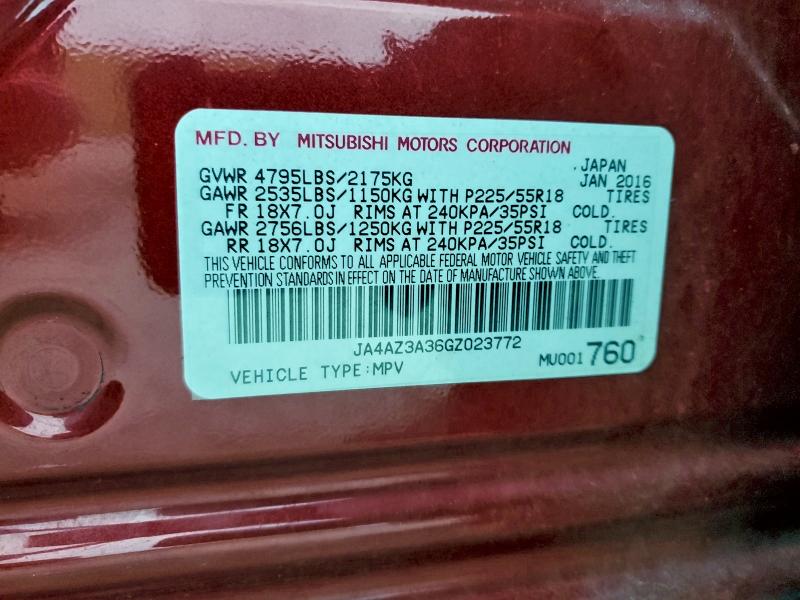 MFD. BY MITSUBISHI MOTORS CORPORATION
JAPAN
GVWR 4795LBS/2175KG JAN 2016
GAWR 2535LBS/1150KG WITH P225/55R18 TIRES
FR 18X7.0J RIMS AT 240KPA/35PSI COLD.
GAWR 2756LBS/1250KG WITH P225/55R18 TIRES
RR 18X7.0J RIMS AT 240KPA/35PSI COLD.
THIS VEHICLE CONFORMS TO ALL APPLICABLE FEDERAL MOTOR VEHICLE SAFETY AND THEFT
PREVENTION STANDARDS IN EFFECT ON THE DATE OF MANUFACTURE SHOWN ABOVE.
JA4AZ3A36GZ023772
VEHICLE TYPE:MPV MU001760